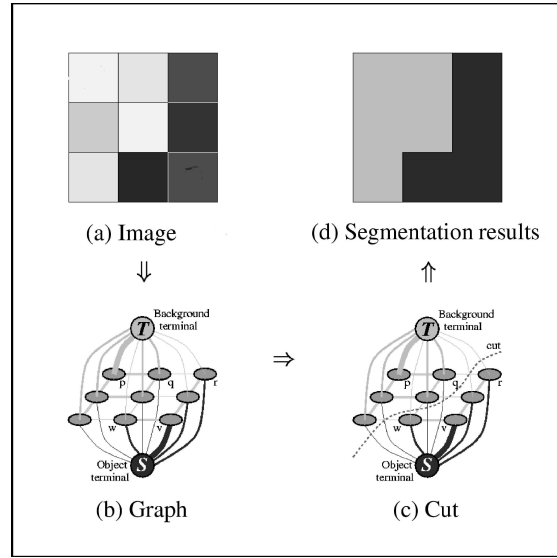 (a) Image
(d) Segmentation results
⇓
⇑
Background
terminal
T
p
q
r
w
v
Object
terminal
S
(b) Graph
⇒
Background
terminal
T
cut
p
q
r
w
v
Object
terminal
S
(c) Cut